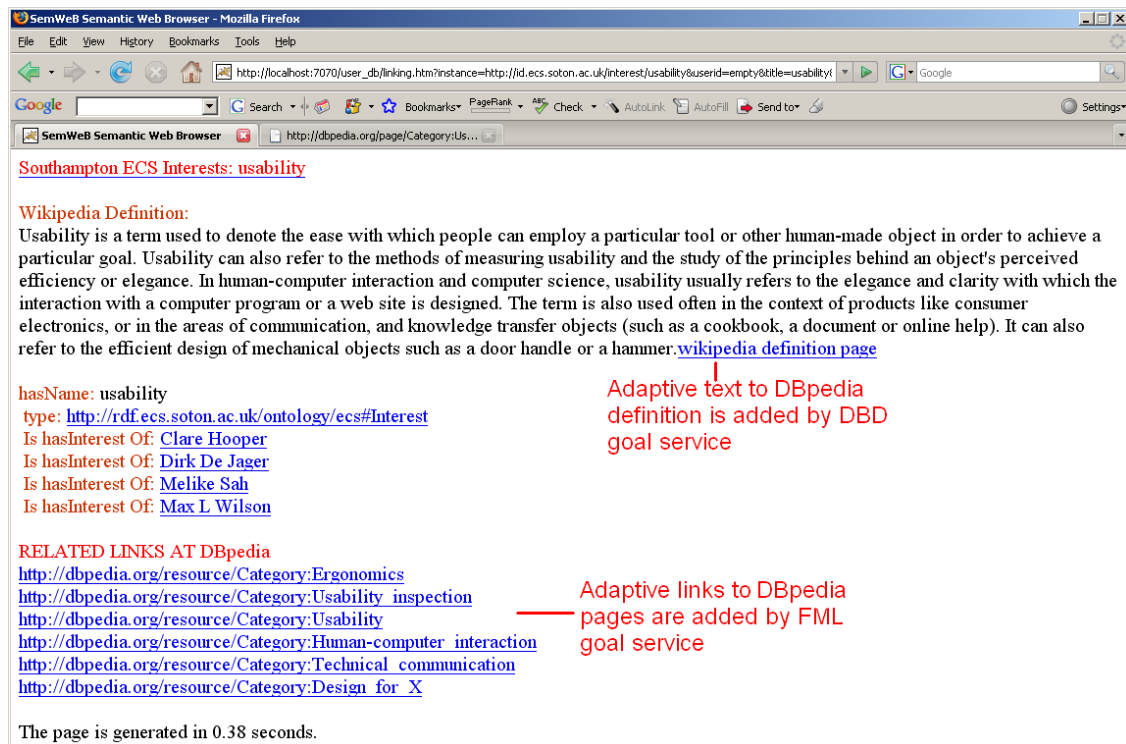 SemWeB Semantic Web Browser - Mozilla Firefox
File Edit View History Bookmarks Tools Help
http://localhost:7070/user_db/linking.htm?instance=http://id.ecs.soton.ac.uk/interest/usability&userid=empty&title=usability( G Google
Google G Search Bookmarks PageRank ABC Check AutoLink AutoFill Send to Settings
SemWeB Semantic Web Browser http://dbpedia.org/page/Category:Us...
Southampton ECS Interests: usability
Wikipedia Definition:
Usability is a term used to denote the ease with which people can employ a particular tool or other human-made object in order to achieve a
particular goal. Usability can also refer to the methods of measuring usability and the study of the principles behind an object's perceived
efficiency or elegance. In human-computer interaction and computer science, usability usually refers to the elegance and clarity with which the
interaction with a computer program or a web site is designed. The term is also used often in the context of products like consumer
electronics, or in the areas of communication, and knowledge transfer objects (such as a cookbook, a document or online help). It can also
refer to the efficient design of mechanical objects such as a door handle or a hammer.wikipedia definition page
Adaptive text to DBpedia
definition is added by DBD
goal service
hasName: usability
type: http://rdf.ecs.soton.ac.uk/ontology/ecs#Interest
Is hasInterest Of: Clare Hooper
Is hasInterest Of: Dirk De Jager
Is hasInterest Of: Melike Sah
Is hasInterest Of: Max L Wilson
RELATED LINKS AT DBpedia
http://dbpedia.org/resource/Category:Ergonomics
http://dbpedia.org/resource/Category:Usability_inspection
http://dbpedia.org/resource/Category:Usability
http://dbpedia.org/resource/Category:Human-computer_interaction
http://dbpedia.org/resource/Category:Technical_communication
http://dbpedia.org/resource/Category:Design_for_X
Adaptive links to DBpedia
pages are added by FML
goal service
The page is generated in 0.38 seconds.